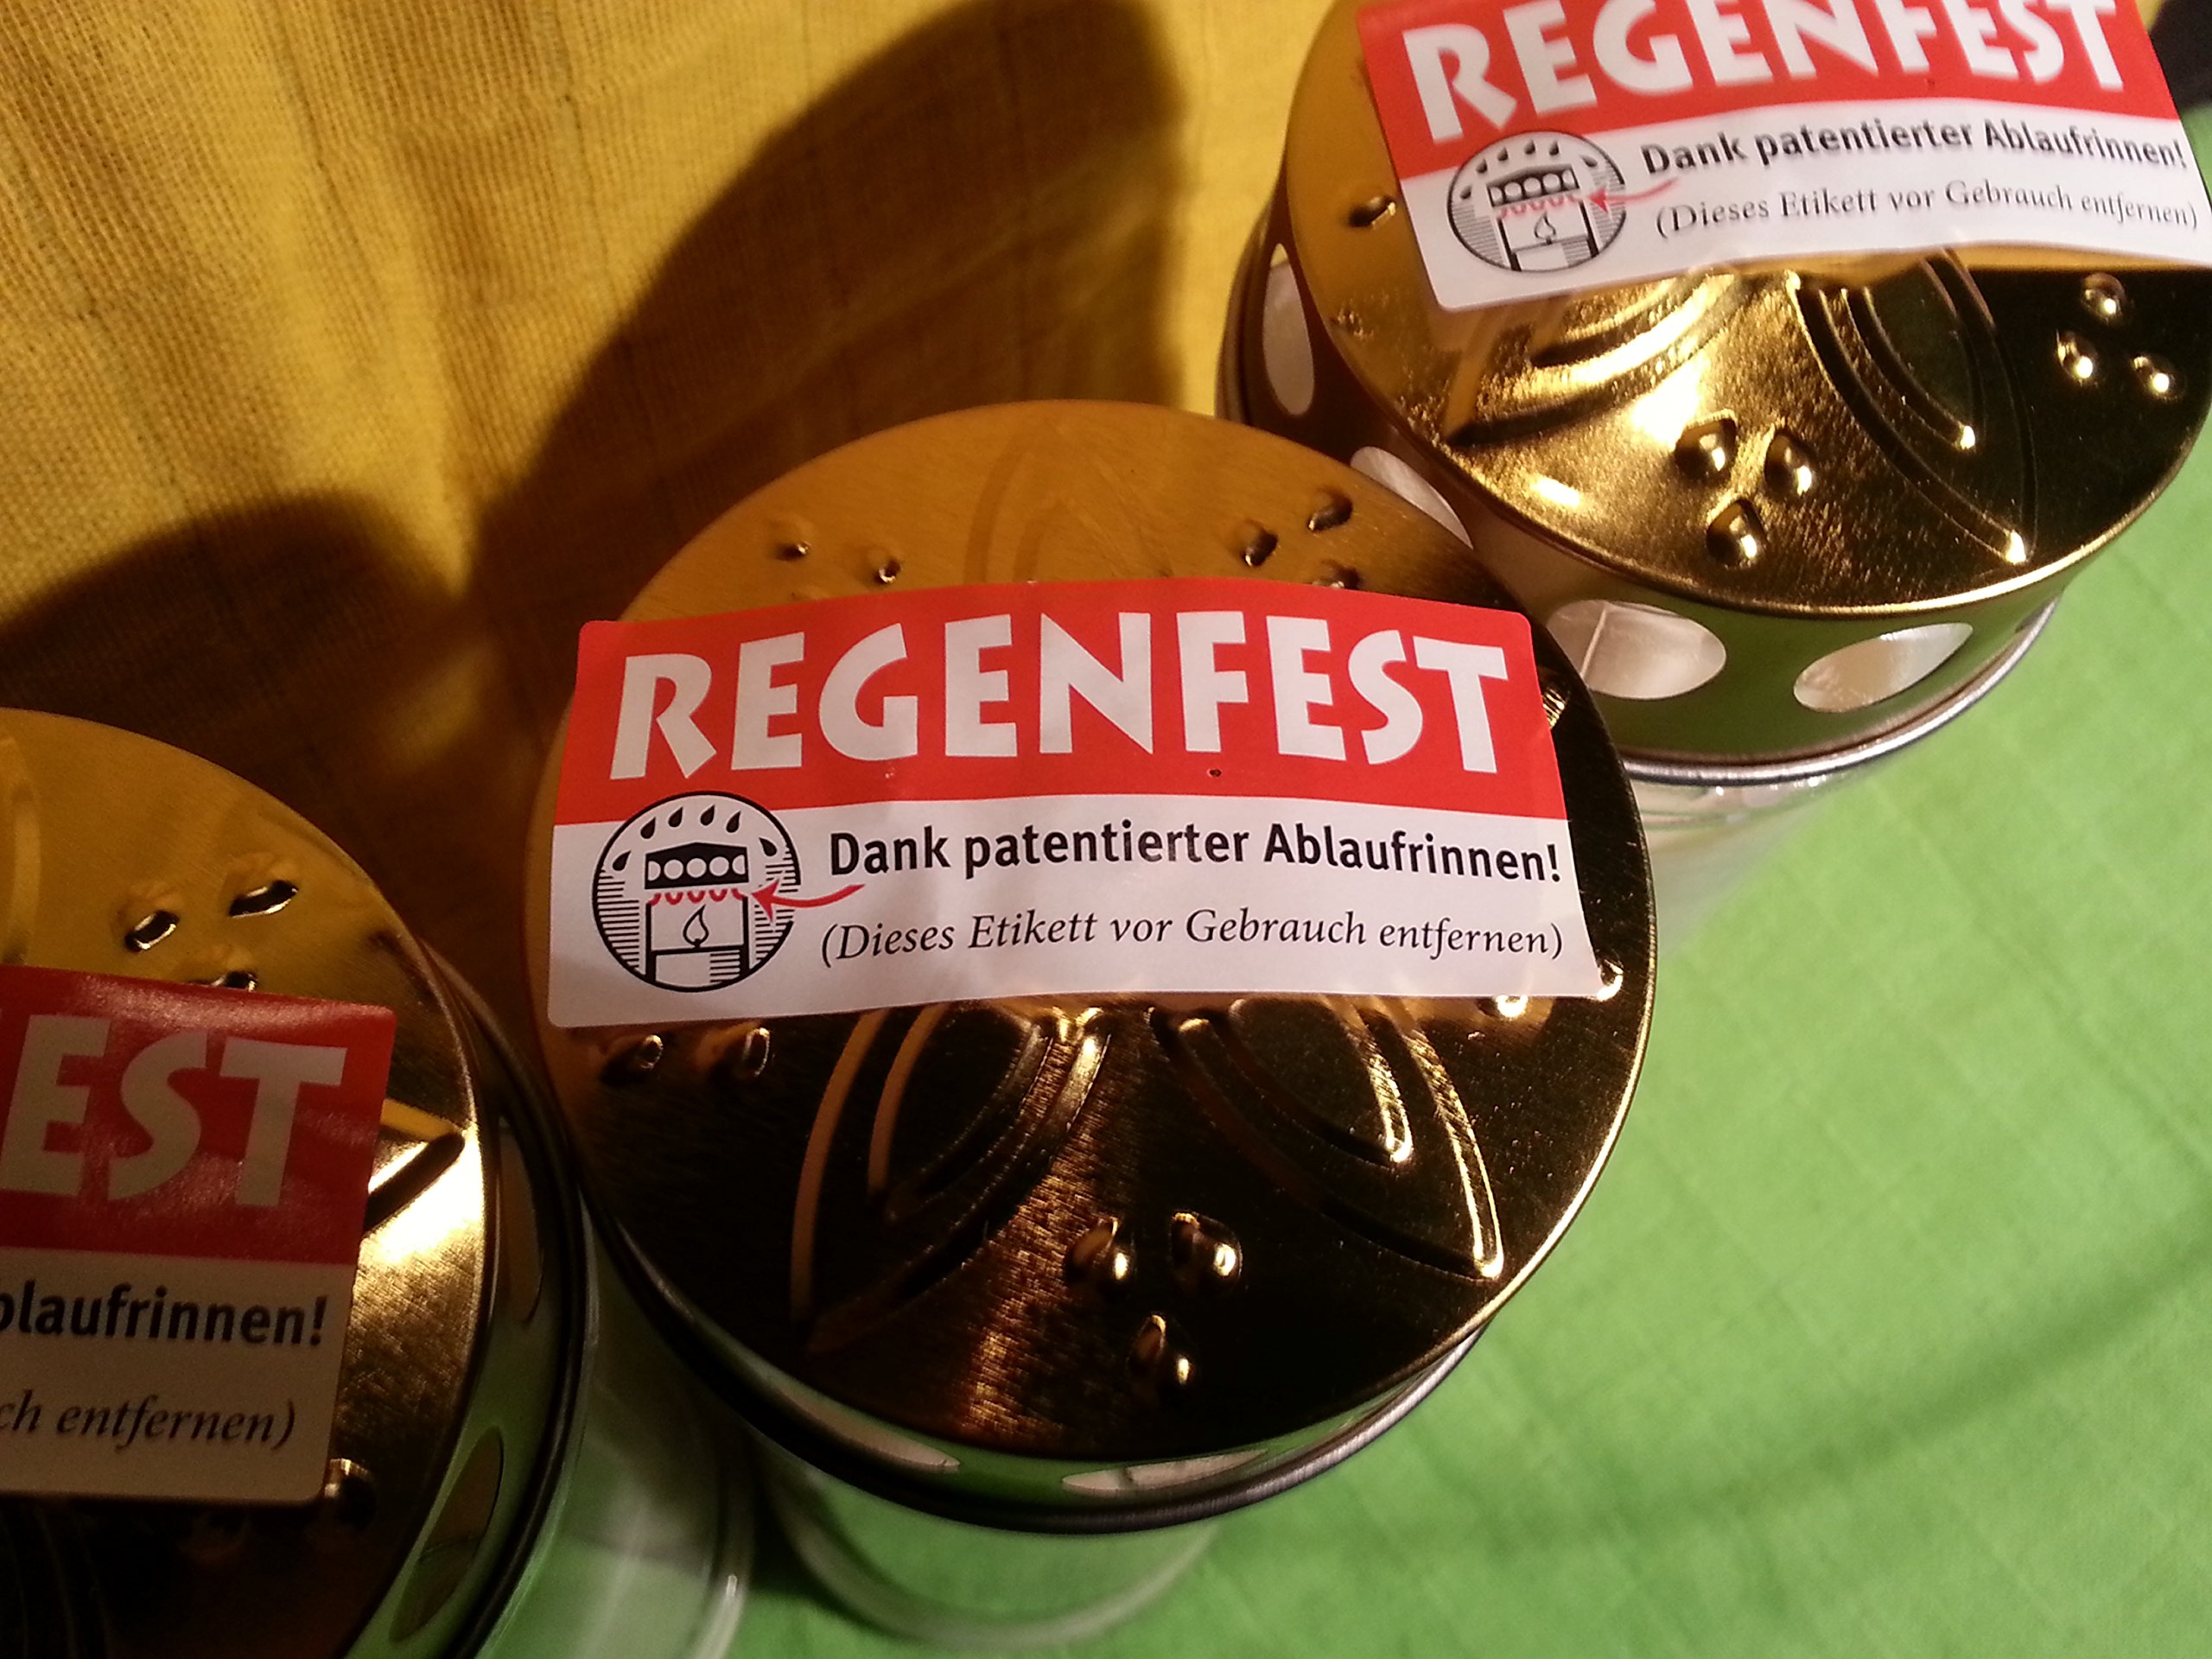 REGENFEST
Dank patentierter Ablaufrinnen!
(Dieses Etikett vor Gebrauch entfernen)
REGENFEST
Dank patentierter Ablaufrinnen!
(Dieses Etikett vor Gebrauch entfernen)
EST
blaufrinnen!
ch entfernen)